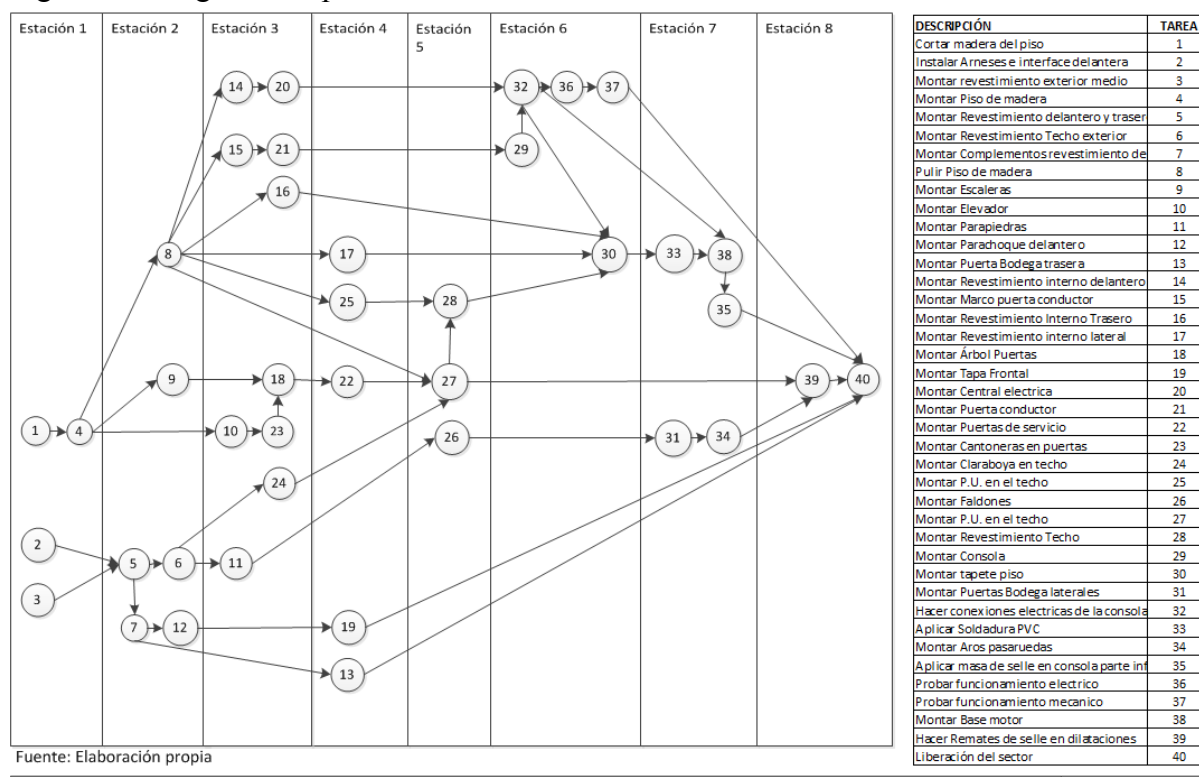 Estación 1
Estación 2
Estación 3
Estación 4
Estación
5
Estación 6
Estación 7
Estación 8
14
20
32
36
37
15
21
29
16
8
17
30
33
38
25
28
35
9
18
22
27
39
40
1
4
10
23
26
31
34
24
2
5
6
11
3
7
12
19
13
Fuente: Elaboración propia
DESCRIPCIÓN TAREA
Cortar madera del piso 1
Instalar Arneses e interface delantera 2
Montar revestimiento exterior medio 3
Montar Piso de madera 4
Montar Revestimiento delantero y traser 5
Montar Revestimiento Techo exterior 6
Montar Complementos revestimiento de 7
Pulir Piso de madera 8
Montar Escaleras 9
Montar Elevador 10
Montar Parapiedras 11
Montar Parachoque delantero 12
Montar Puerta Bodega trasera 13
Montar Revestimiento interno delantero 14
Montar Marco puerta conductor 15
Montar Revestimiento Interno Trasero 16
Montar Revestimiento interno lateral 17
Montar Árbol Puertas 18
Montar Tapa Frontal 19
Montar Central electrica 20
Montar Puerta conductor 21
Montar Puertas de servicio 22
Montar Cantoneras en puertas 23
Montar Claraboya en techo 24
Montar P.U. en el techo 25
Montar Faldones 26
Montar P.U. en el techo 27
Montar Revestimiento Techo 28
Montar Consola 29
Montar tapete piso 30
Montar Puertas Bodega laterales 31
Hacer conexiones electricas de la consola 32
Aplicar Soldadura PVC 33
Montar Aros pasaruedas 34
Aplicar masa de selle en consola parte inf 35
Probar funcionamiento electrico 36
Probar funcionamiento mecanico 37
Montar Base motor 38
Hacer Remates de selle en dilataciones 39
Liberación del sector 40